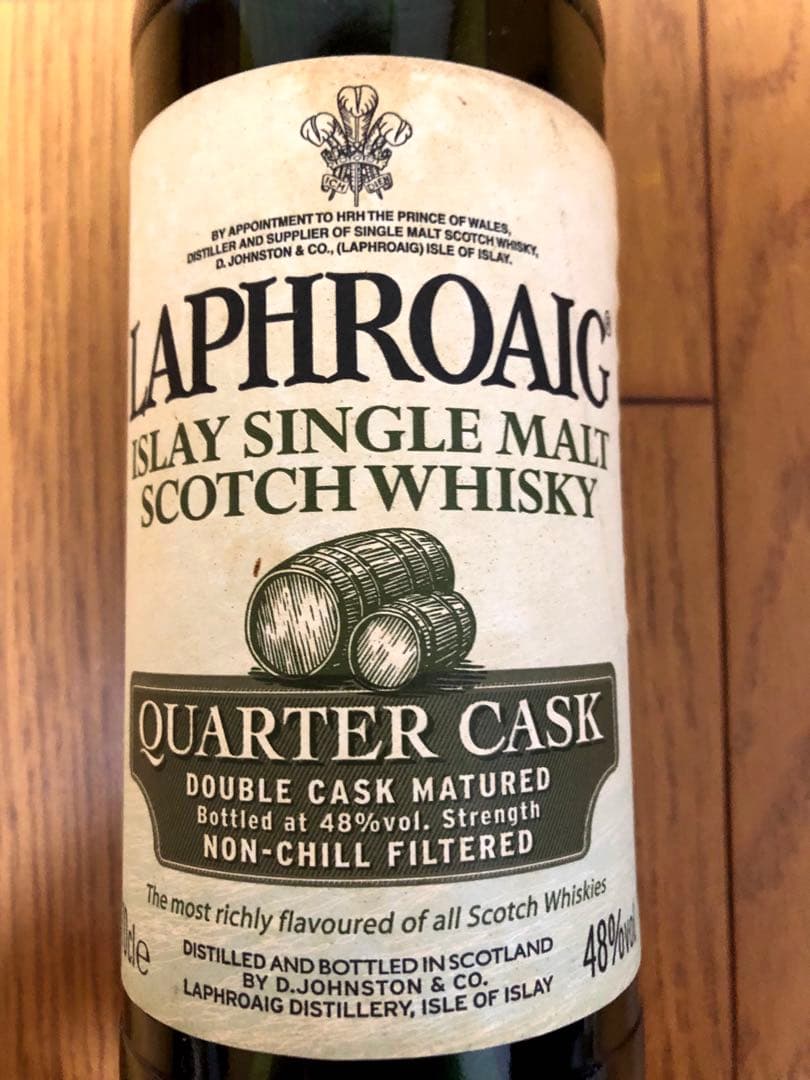 ICH DIEN
BY APPOINTMENT TO HRH THE PRINCE OF WALES,
DISTILLER AND SUPPLIER OF SINGLE MALT SCOTCH WHISKY,
D. JOHNSTON & CO., (LAPHROAIG) ISLE OF ISLAY.
LAPHROAIG®
ISLAY SINGLE MALT
SCOTCH WHISKY
QUARTER CASK
DOUBLE CASK MATURED
Bottled at 48%vol. Strength
NON-CHILL FILTERED
The most richly flavoured of all Scotch Whiskies
DISTILLED AND BOTTLED IN SCOTLAND
BY D.JOHNSTON & CO.
LAPHROAIG DISTILLERY, ISLE OF ISLAY
48%vol